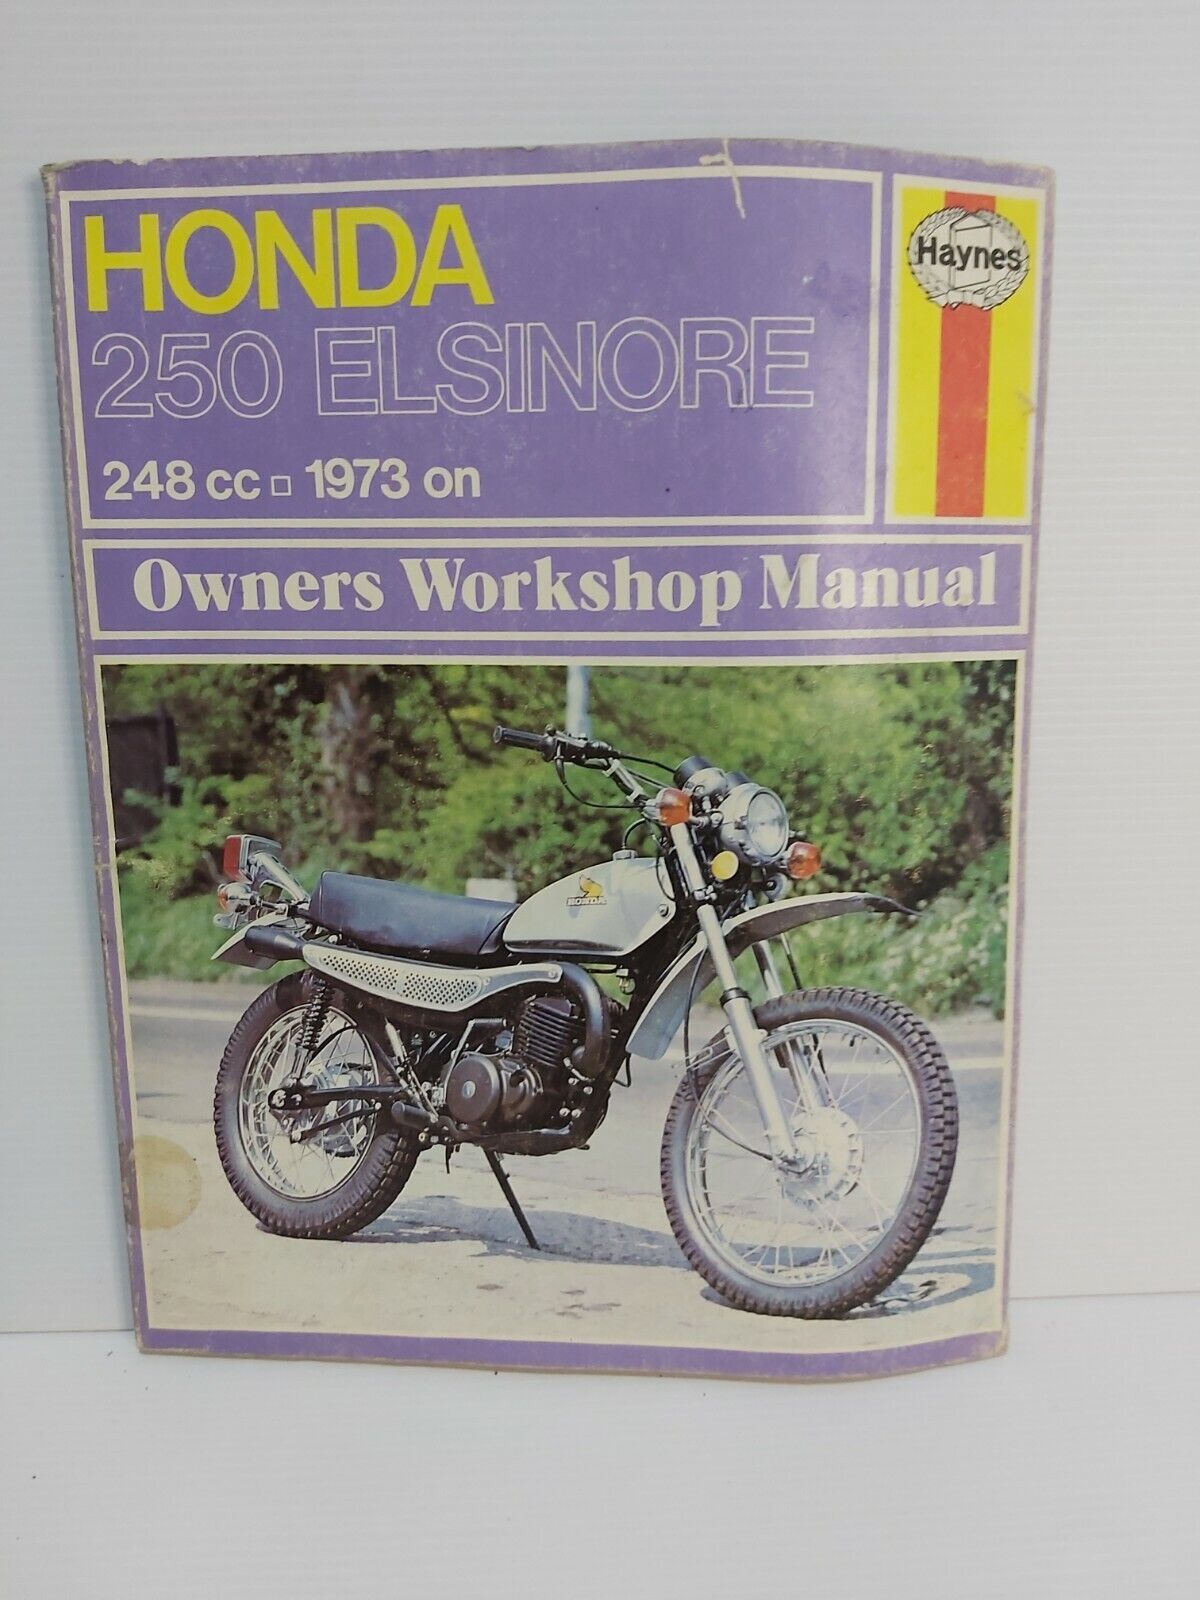 HONDA
250 ELSINORE
248 cc □ 1973 on
Haynes
Owners Workshop Manual
HONDA